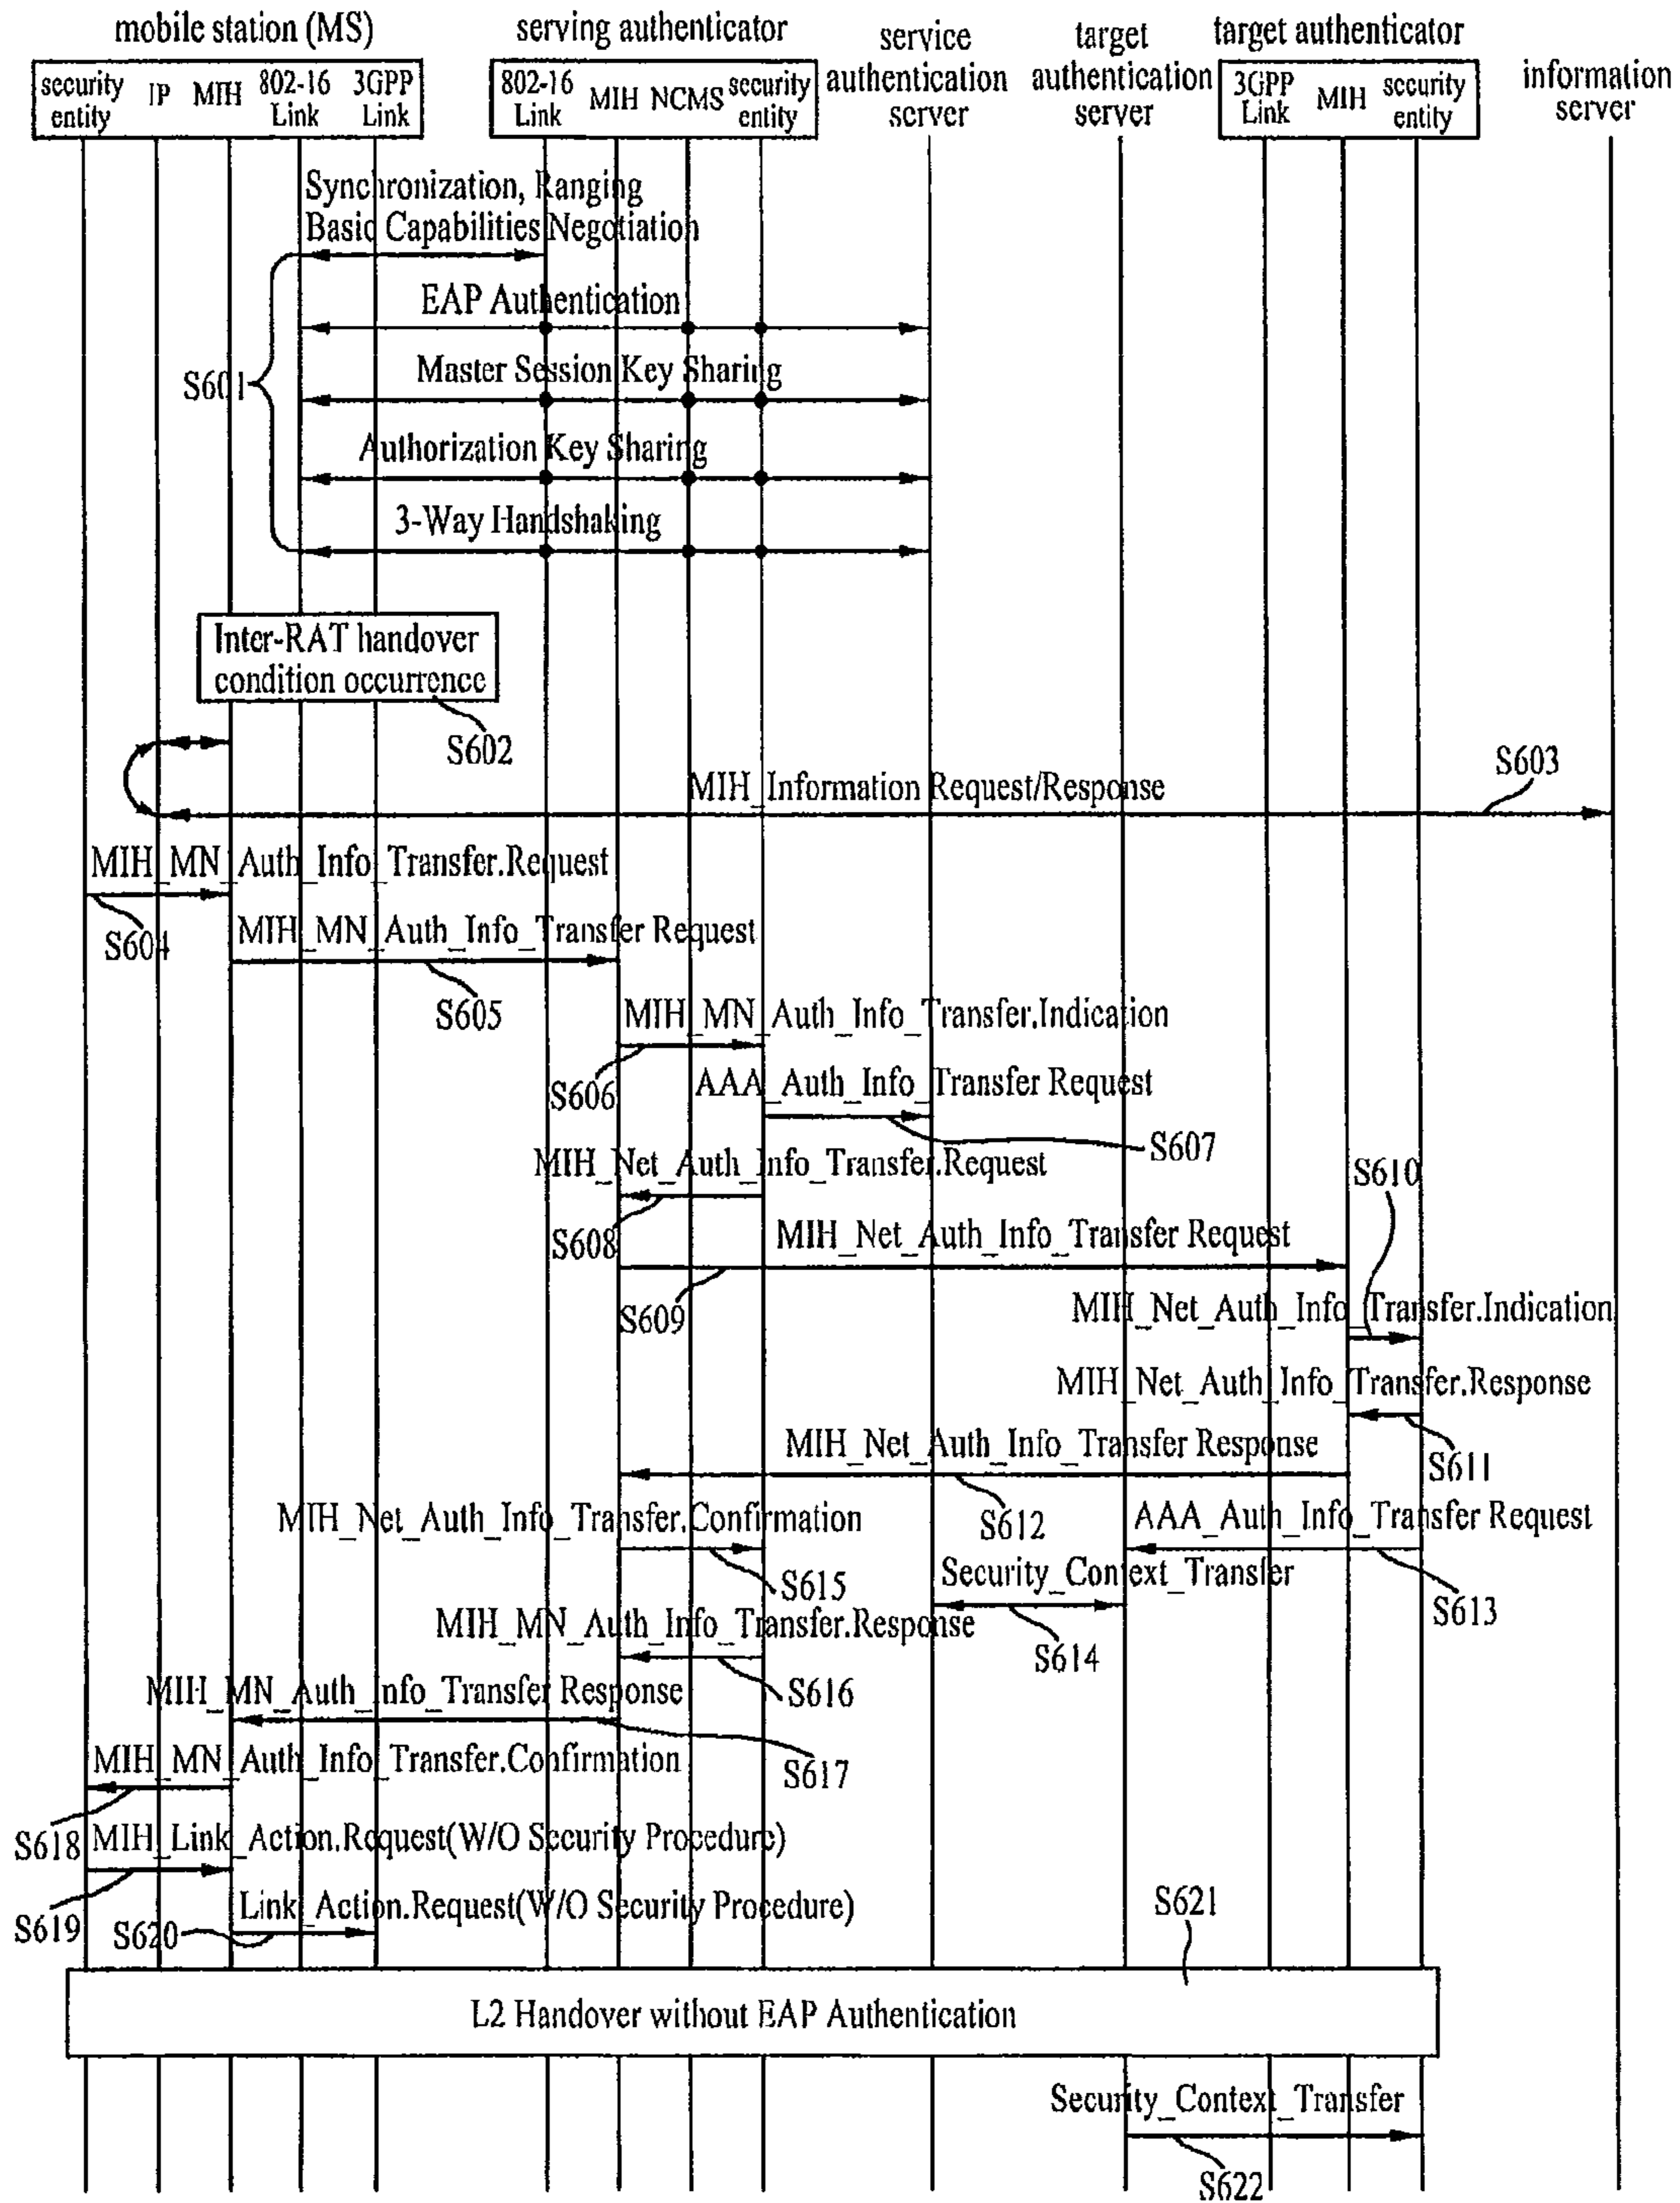 mobile station (MS)
serving authenticator
service
authentication
server
target
authentication
server
target authenticator
information
server
security
entity
IP
MIH
802-16
Link
3GPP
Link
802-16
Link
MIH
NCMS
security
entity
3GPP
Link
MIH
security
entity
Synchronization, Ranging
Basic Capabilities Negotiation
EAP Authentication
S601
Master Session Key Sharing
Authorization Key Sharing
3-Way Handshaking
Inter-RAT handover
condition occurrence
S602
S603
MIH_Information Request/Response
MIH_MN_Auth_Info_Transfer.Request
S604
MIH_MN_Auth_Info_Transfer Request
S605
MIH_MN_Auth_Info_Transfer.Indication
S606
AAA_Auth_Info_Transfer Request
S607
MIH_Net_Auth_Info_Transfer.Request
S610
S608
MIH_Net_Auth_Info_Transfer Request
S609
MIH_Net_Auth_Info_Transfer.Indication
MIH_Net_Auth_Info_Transfer.Response
S611
MIH_Net_Auth_Info_Transfer Response
S612
MIH_Net_Auth_Info_Transfer.Confirmation
AAA_Auth_Info_Transfer Request
S615
Security_Context_Transfer
S613
S614
MIH_MN_Auth_Info_Transfer.Response
S616
MIH_MN_Auth_Info_Transfer Response
S617
MIH_MN_Auth_Info_Transfer.Confirmation
S618
MIH_Link_Action.Request(W/O Security Procedure)
S619
Link_Action.Request(W/O Security Procedure)
S620
S621
L2 Handover without EAP Authentication
Security_Context_Transfer
S622